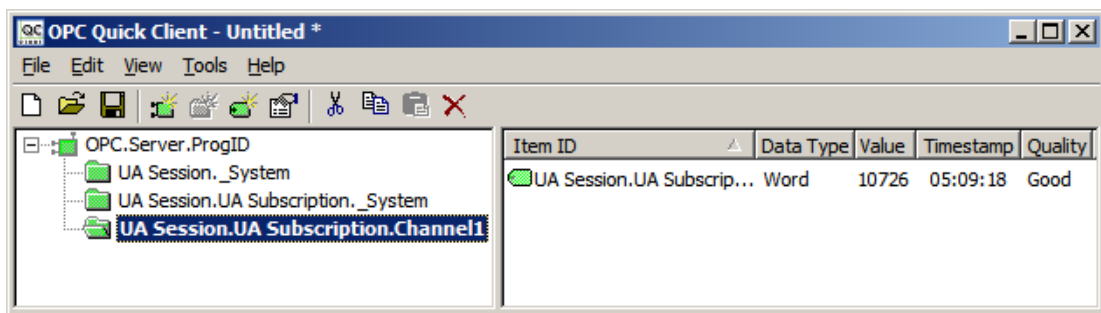 OPC Quick Client - Untitled *
File Edit View Tools Help
OPC.Server.ProgID
UA Session._System
UA Session.UA Subscription._System
UA Session.UA Subscription.Channel1
Item ID Data Type Value Timestamp Quality
UA Session.UA Subscrip... Word 10726 05:09:18 Good